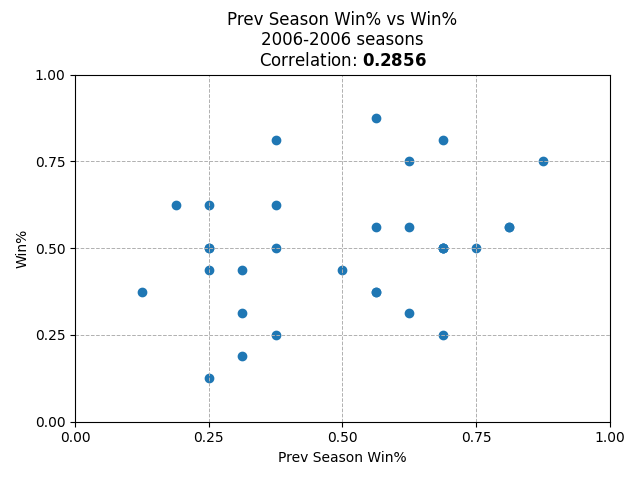 Prev Season Win% vs Win%
2006-2006 seasons
Correlation: 0.2856
1.00
0.75
Win%
0.50
0.25
0.00
0.00 0.25 0.50 0.75 1.00
Prev Season Win%